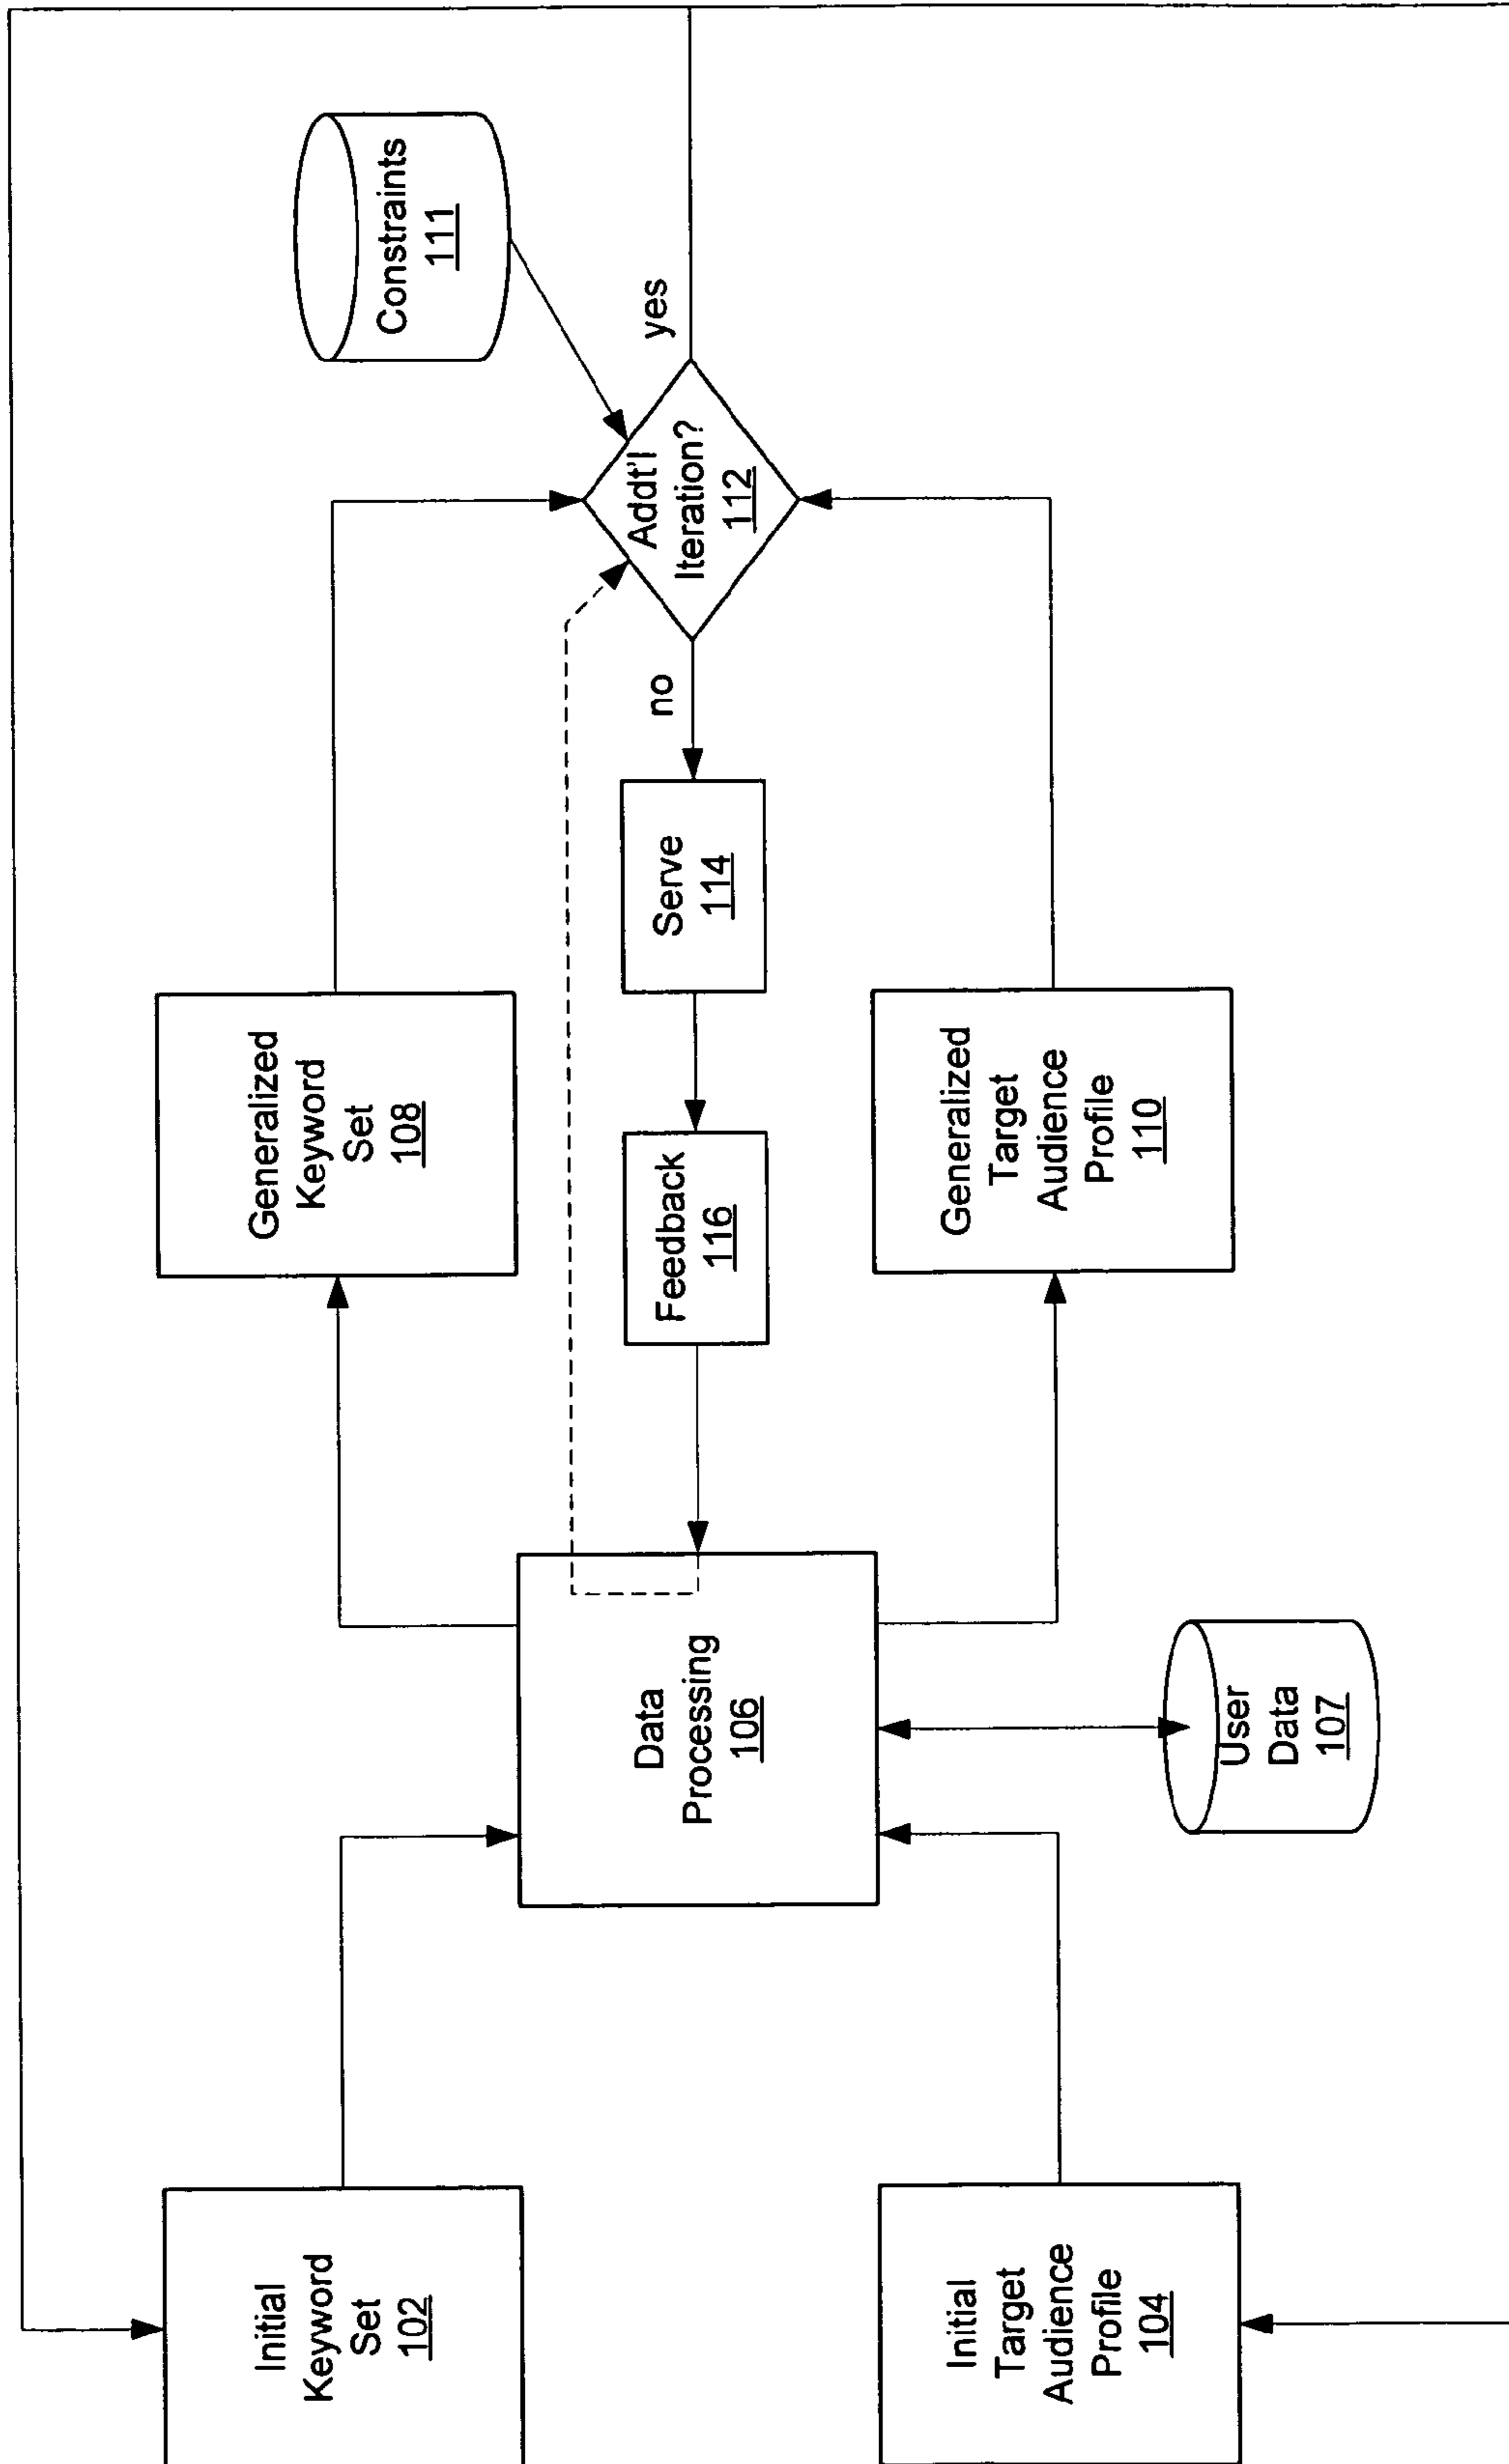 Initial
Keyword
Set
102
Initial
Target
Audience
Profile
104
Data
Processing
106
User
Data
107
Generalized
Keyword
Set
108
Feedback
116
Serve
114
Generalized
Target
Audience
Profile
110
no
Addt'l
Iteration?
112
yes
Constraints
111